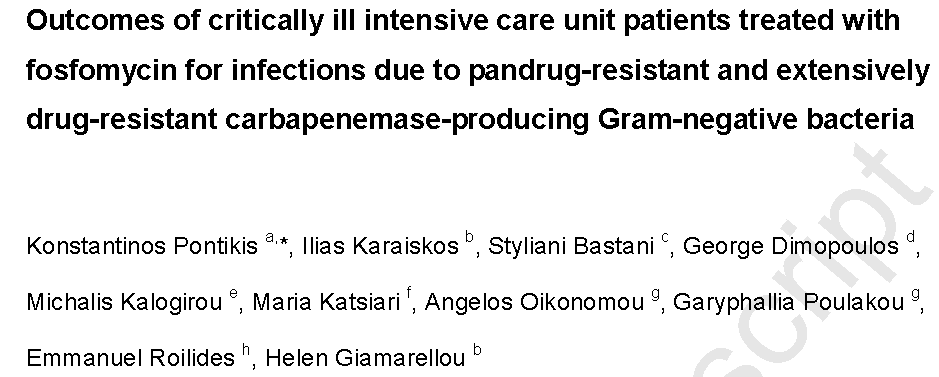 Outcomes of critically ill intensive care unit patients treated with
fosfomycin for infections due to pandrug-resistant and extensively
drug-resistant carbapenemase-producing Gram-negative bacteria
Konstantinos Pontikis a,*, Ilias Karaiskos b, Styliani Bastani c, George Dimopoulos d,
Michalis Kalogirou e, Maria Katsiari f, Angelos Oikonomou g, Garyphallia Poulakou g,
Emmanuel Roilides h, Helen Giamarellou b
script